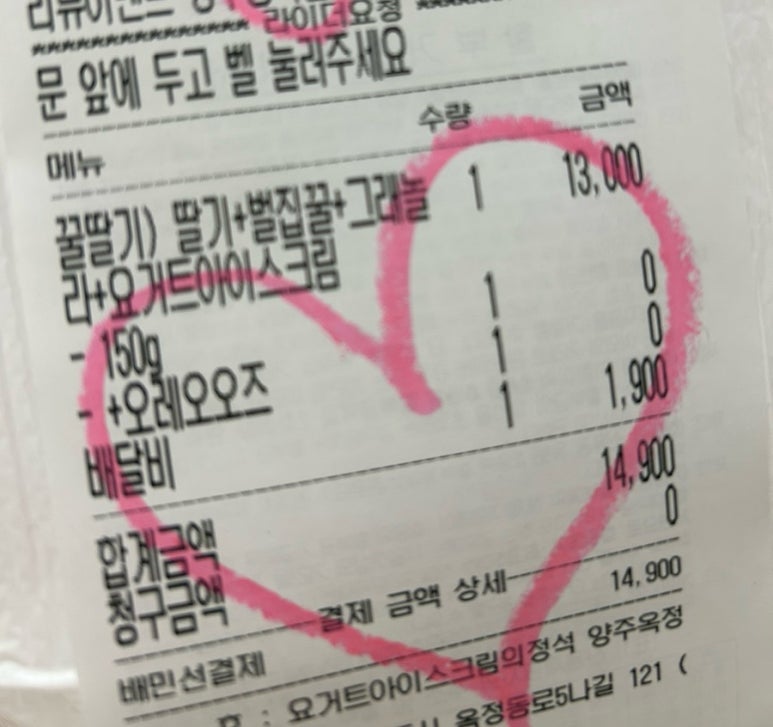 라이더요청
문 앞에 두고 벨 눌러주세요
메뉴 수량 금액
꿀딸기) 딸기+벌집꿀+그래놀 1 13,000
라+요거트아이스크림
- 150g 1 0
- +오레오오즈 1 0
배달비 1 1,900
합계금액 14,900
청구금액 0
결제 금액 상세
배민선결제 14,900
: 요거트아이스크림의정석 양주옥정
옥정동로5나길 121 (